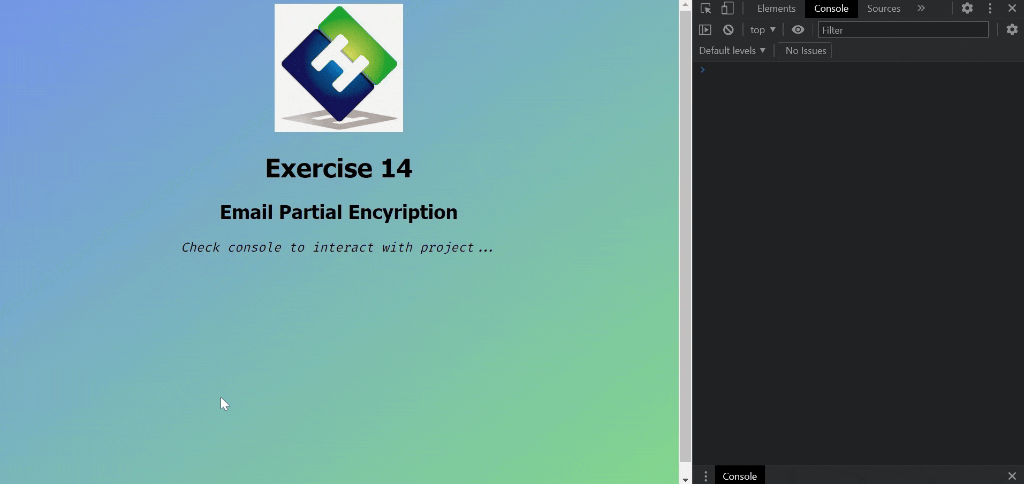 H
Exercise 14
Email Partial Encyription
Check console to interact with project...
Elements Console Sources »
top Filter
Default levels No Issues
>
Console